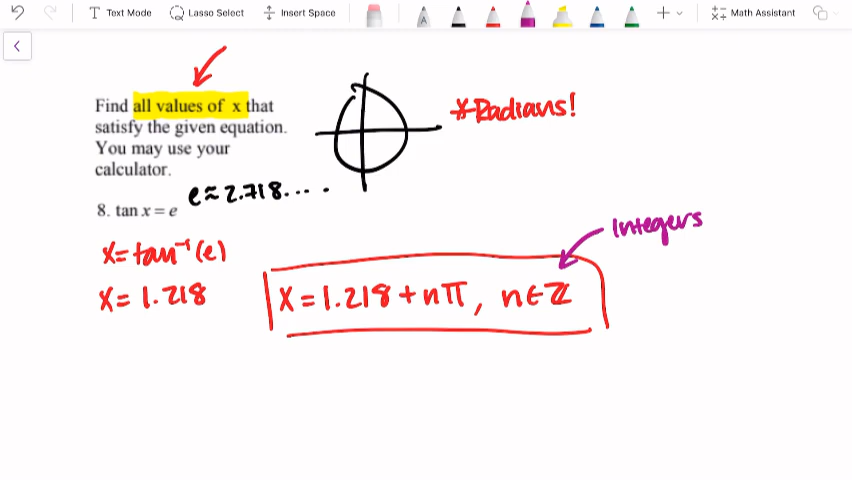 Text Mode Lasso Select Insert Space Math Assistant
Find all values of x that
satisfy the given equation.
You may use your
calculator.
*Radians!
e≈2.718....
8. tan x = e
x=tan⁻¹(e)
x=1.218
x=1.218+nπ, n∈ℤ
Integers